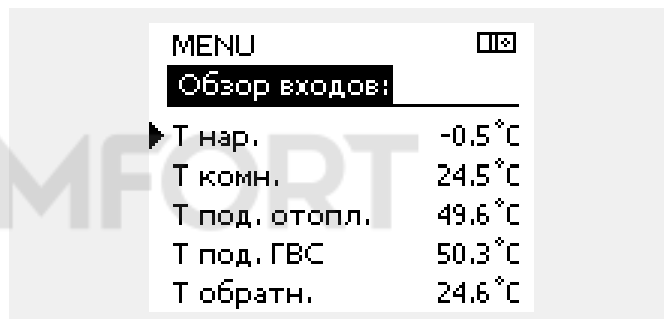 MENU
Обзор входов:
Т нар. -0.5°C
Т комн. 24.5°C
Т под. отопл. 49.6°C
Т под. ГВС 50.3°C
Т обратн. 24.6°C
MFORT